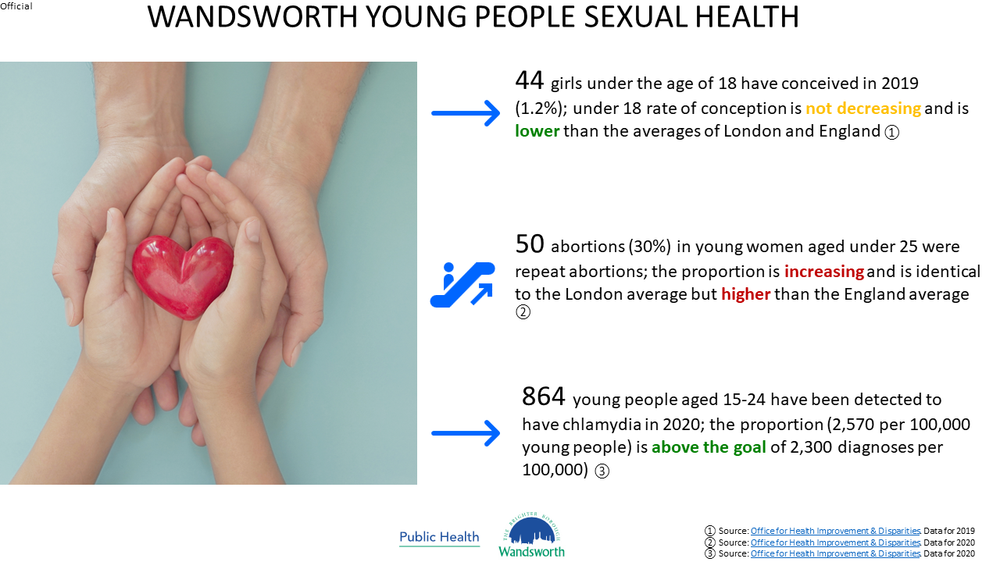 Official
WANDSWORTH YOUNG PEOPLE SEXUAL HEALTH
44 girls under the age of 18 have conceived in 2019
(1.2%); under 18 rate of conception is not decreasing and is
lower than the averages of London and England ①
50 abortions (30%) in young women aged under 25 were
repeat abortions; the proportion is increasing and is identical
to the London average but higher than the England average
②
864 young people aged 15-24 have been detected to
have chlamydia in 2020; the proportion (2,570 per 100,000
young people) is above the goal of 2,300 diagnoses per
100,000) ③
Public Health
THE BRIGHTER BOROUGH
Wandsworth
① Source: Office for Health Improvement & Disparities. Data for 2019
② Source: Office for Health Improvement & Disparities. Data for 2020
③ Source: Office for Health Improvement & Disparities. Data for 2020